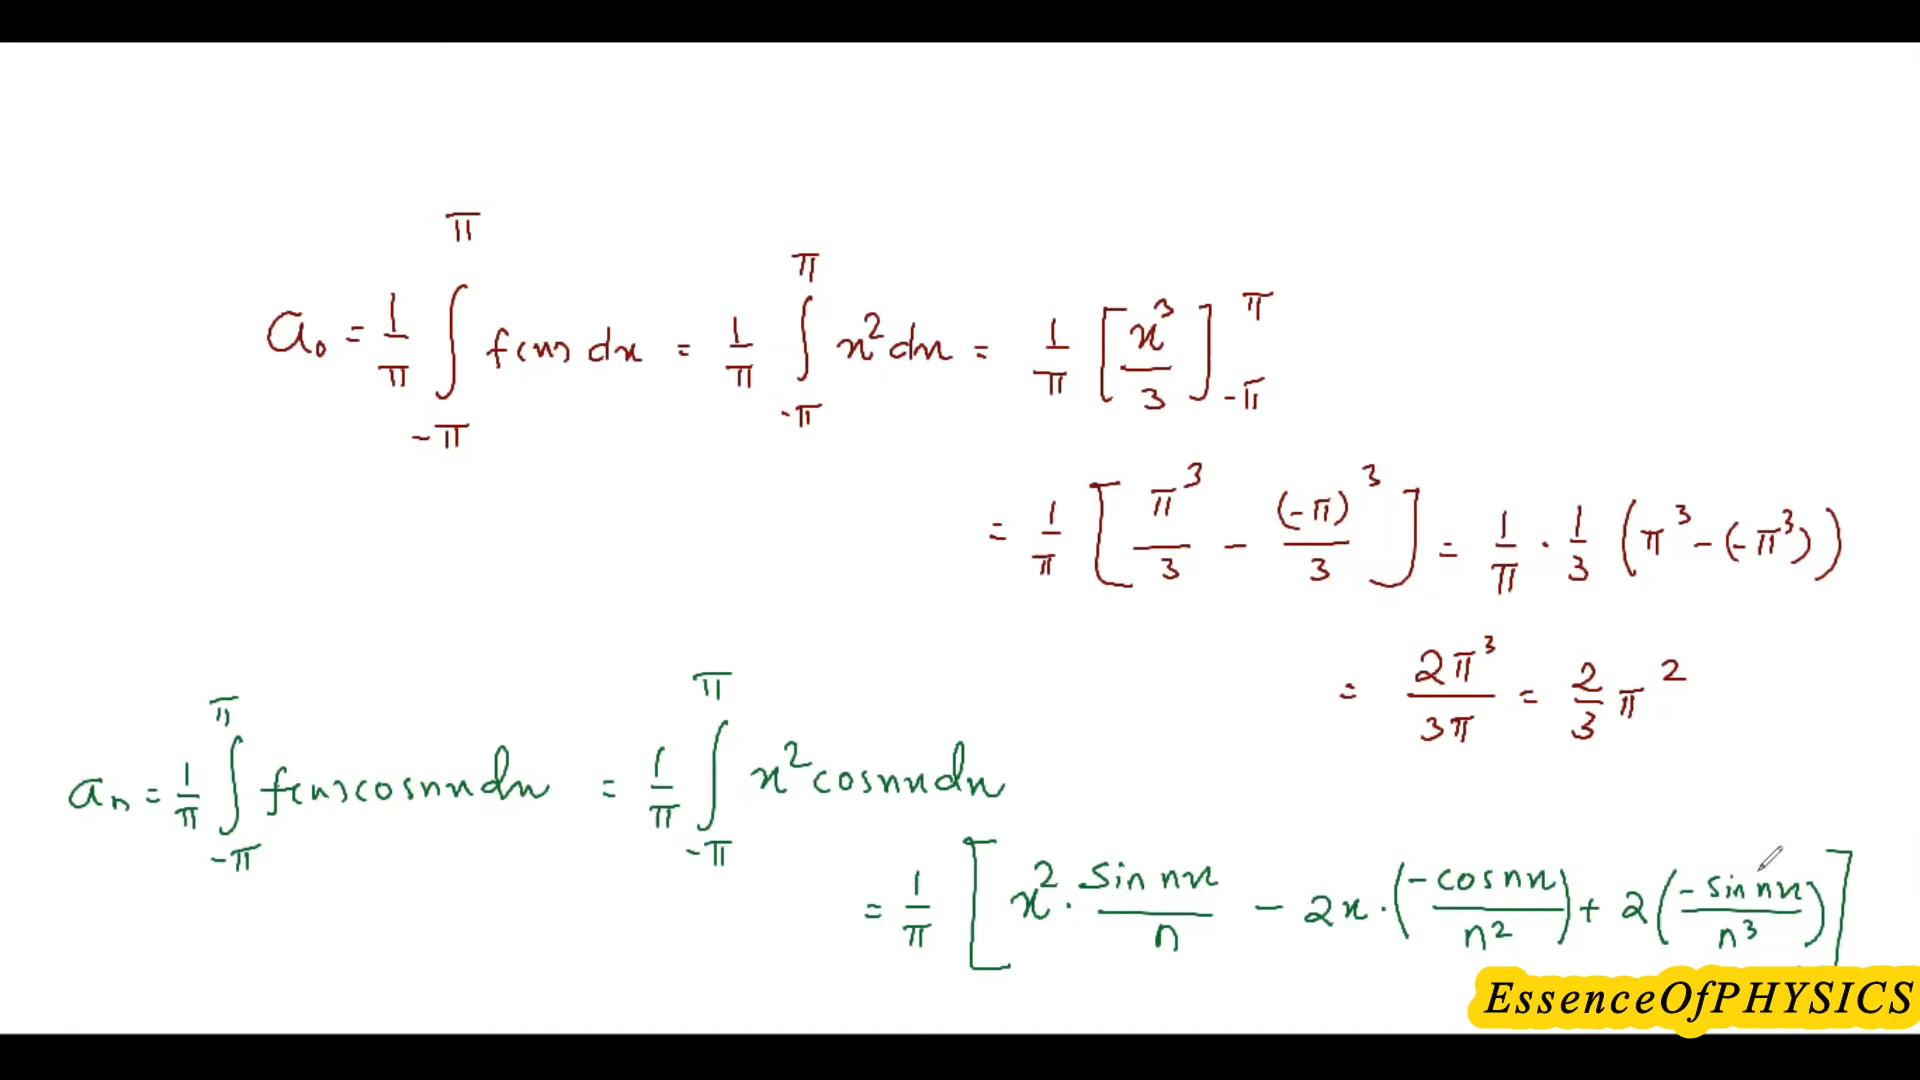 a₀ = 1/π ∫_{-π}^{π} f(x) dx = 1/π ∫_{-π}^{π} x² dx = 1/π [x³/3]_{-π}^{π}
= 1/π [π³/3 - (-π)³/3] = 1/π · 1/3 (π³ - (-π³))
= 2π³/3π = 2/3 π²
aₙ = 1/π ∫_{-π}^{π} f(x) cos nx dx = 1/π ∫_{-π}^{π} x² cos nx dx
= 1/π [x² · sin nx/n - 2x · (-cos nx/n²) + 2(-sin nx/n³)]
EssenceOfPHYSICS